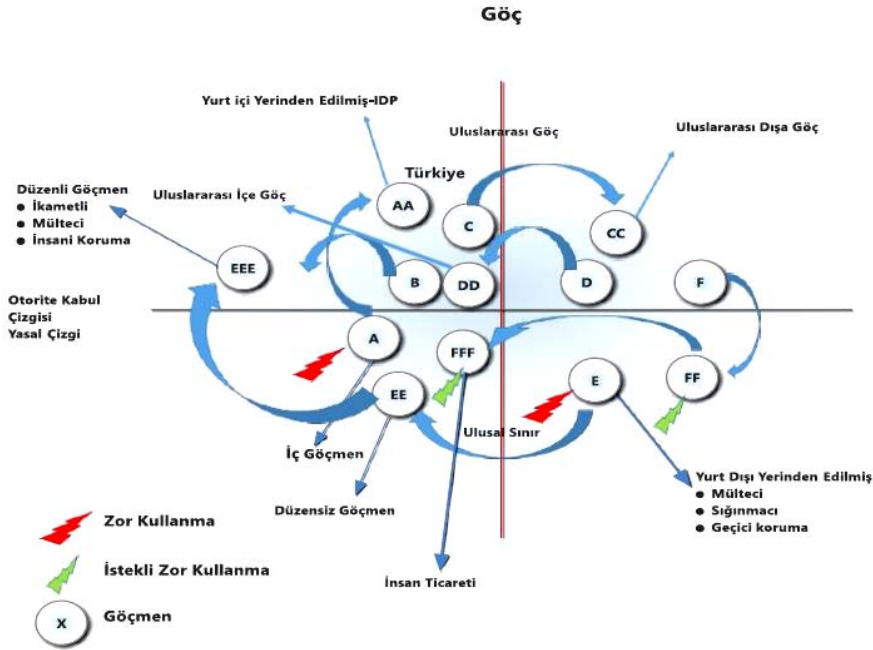 Göç
Yurt içi Yerinden Edilmiş-IDP
Uluslararası Göç
Uluslararası Dışa Göç
Türkiye
Düzenli Göçmen
● İkametli
● Mülteci
● İnsani Koruma
Uluslararası İçe Göç
AA
C
CC
EEE
B
DD
D
F
Otorite Kabul
Çizgisi
Yasal Çizgi
A
FFF
EE
E
FF
Ulusal Sınır
İç Göçmen
Düzensiz Göçmen
İnsan Ticareti
Yurt Dışı Yerinden Edilmiş
● Mülteci
● Sığınmacı
● Geçici koruma
Zor Kullanma
İstekli Zor Kullanma
X
Göçmen